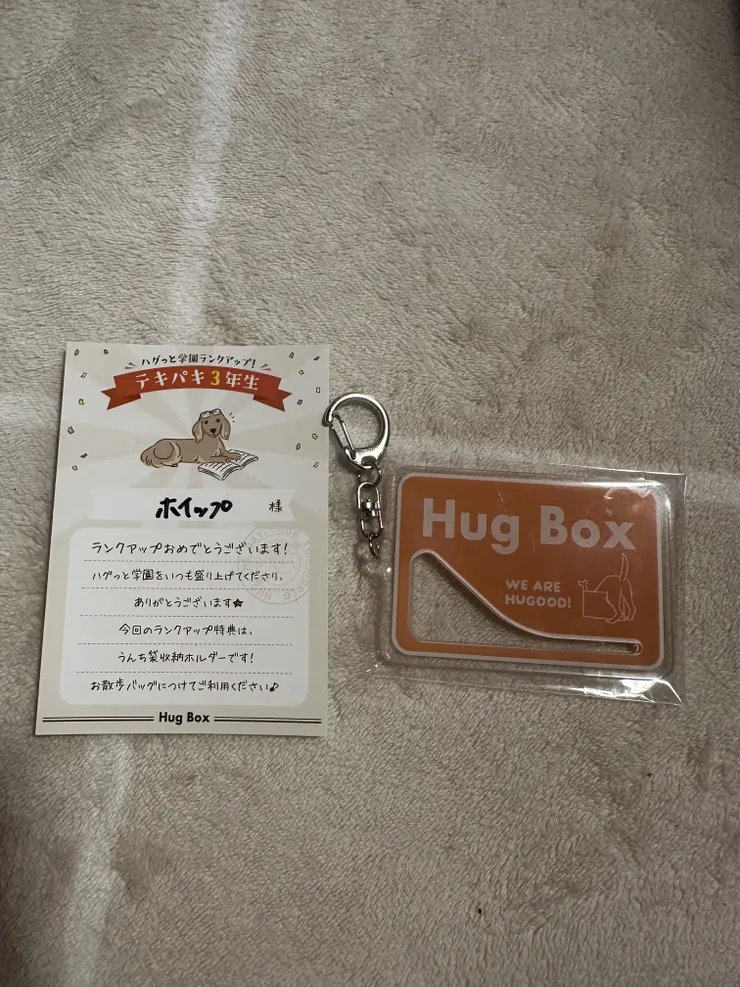 ハグっと学園ランクアップ!
テキパキ3年生
ホイップ 様
ランクアップおめでとうございます!
ハグっと学園をいつも盛り上げてくださり、
ありがとうございます★
今回のランクアップ特典は、
うんち袋収納ホルダーです!
お散歩バッグにつけてご利用ください♪
Hug Box
Hug Box
WE ARE
HUGOOD!